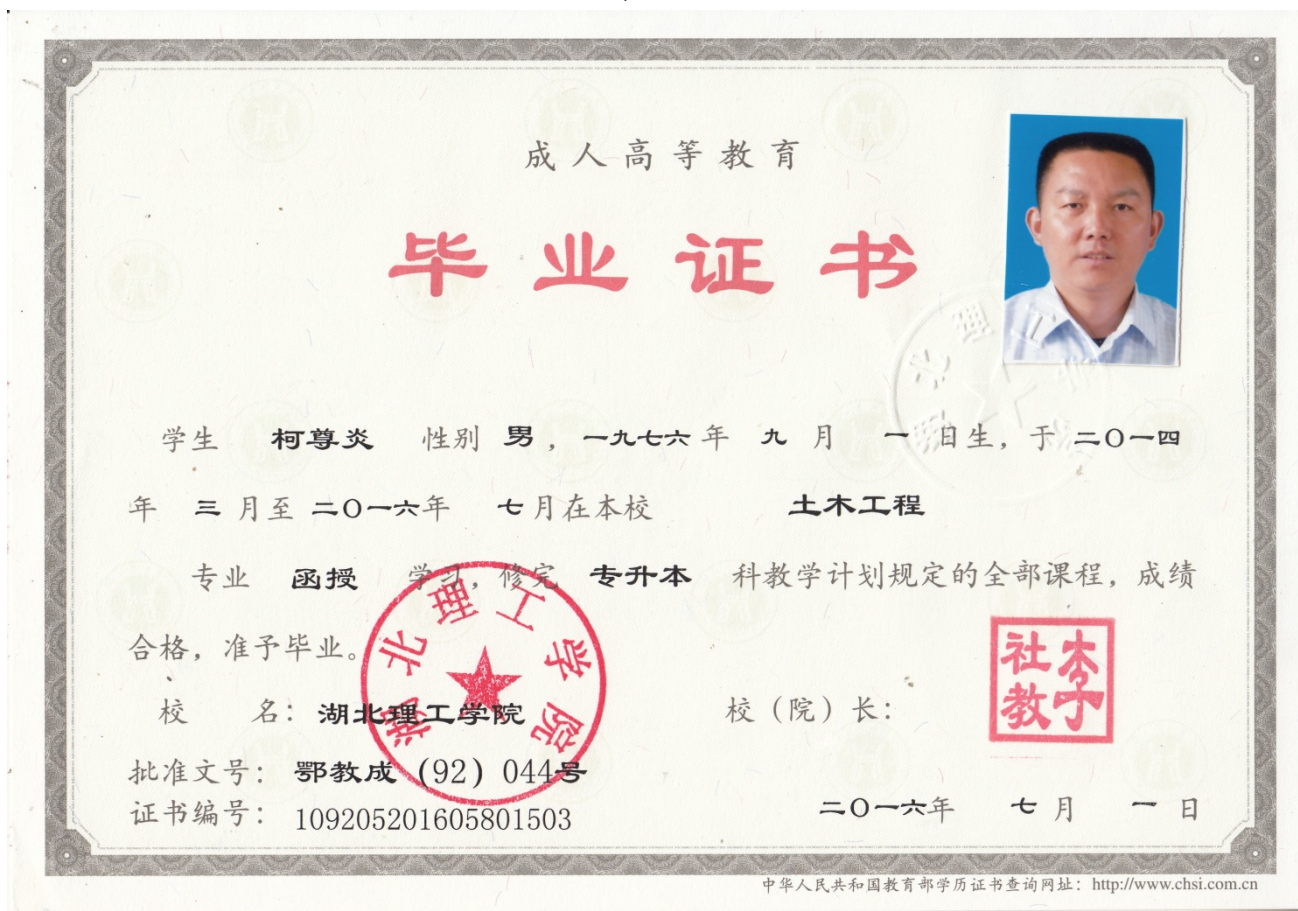 成人高等教育
毕业证书
学生 柯尊炎 性别 男，一九七六年 九 月 一 日生，于 二〇一四
年 三 月至 二〇一六年 七月在本校 土木工程
专业 函授 学习，修完 专升本 科教学计划规定的全部课程，成绩
合格，准予毕业。
校 名：湖北理工学院
校（院）长：
李社教
湖北理工学院
批准文号：鄂教成（92）044号
证书编号：109205201605801503
二〇一六年 七 月 一 日
中华人民共和国教育部学历证书查询网址：http://www.chsi.com.cn